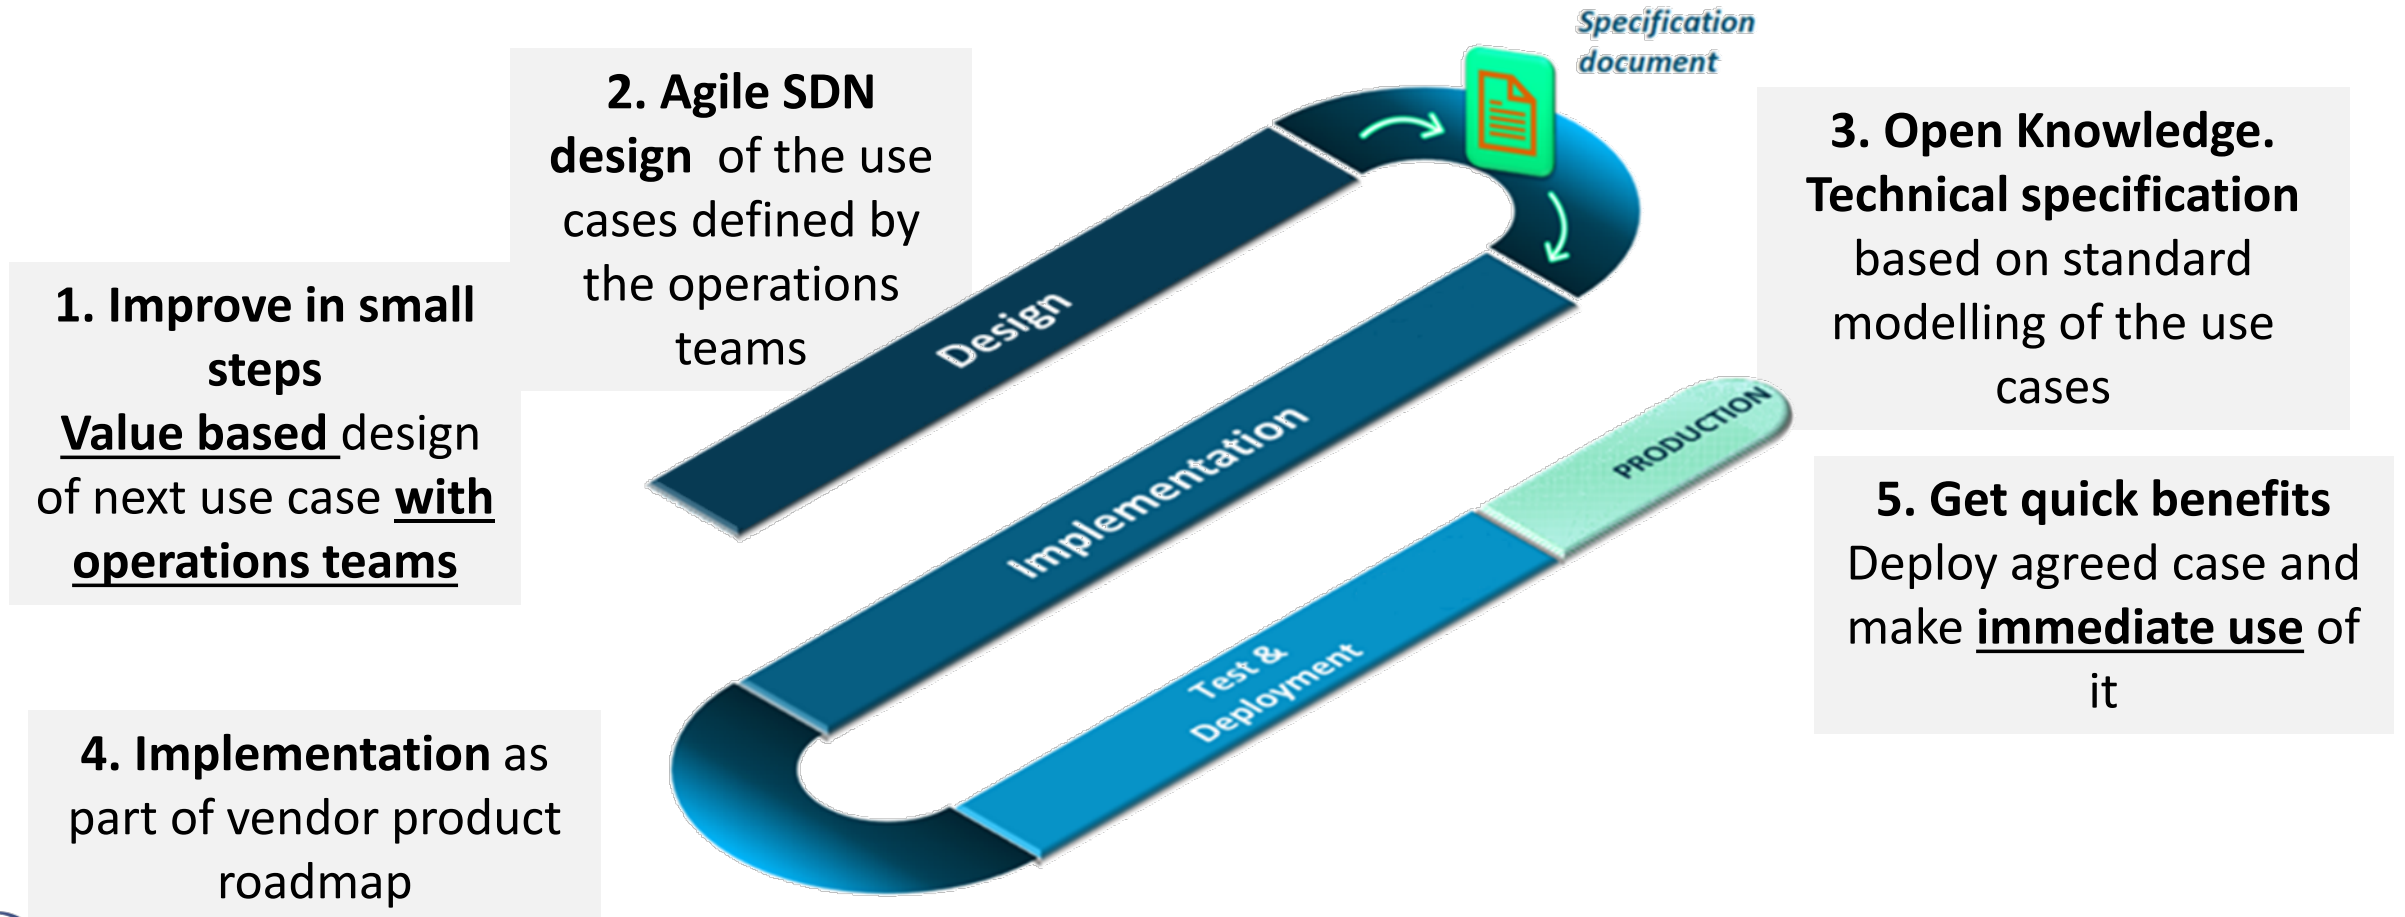 1. Improve in small
steps
Value based design
of next use case with
operations teams
2. Agile SDN
design of the use
cases defined by
the operations
teams
Specification
document
3. Open Knowledge.
Technical specification
based on standard
modelling of the use
cases
Design
Implementation
Test &
Deployment
PRODUCTION
4. Implementation as
part of vendor product
roadmap
5. Get quick benefits
Deploy agreed case and
make immediate use of
it